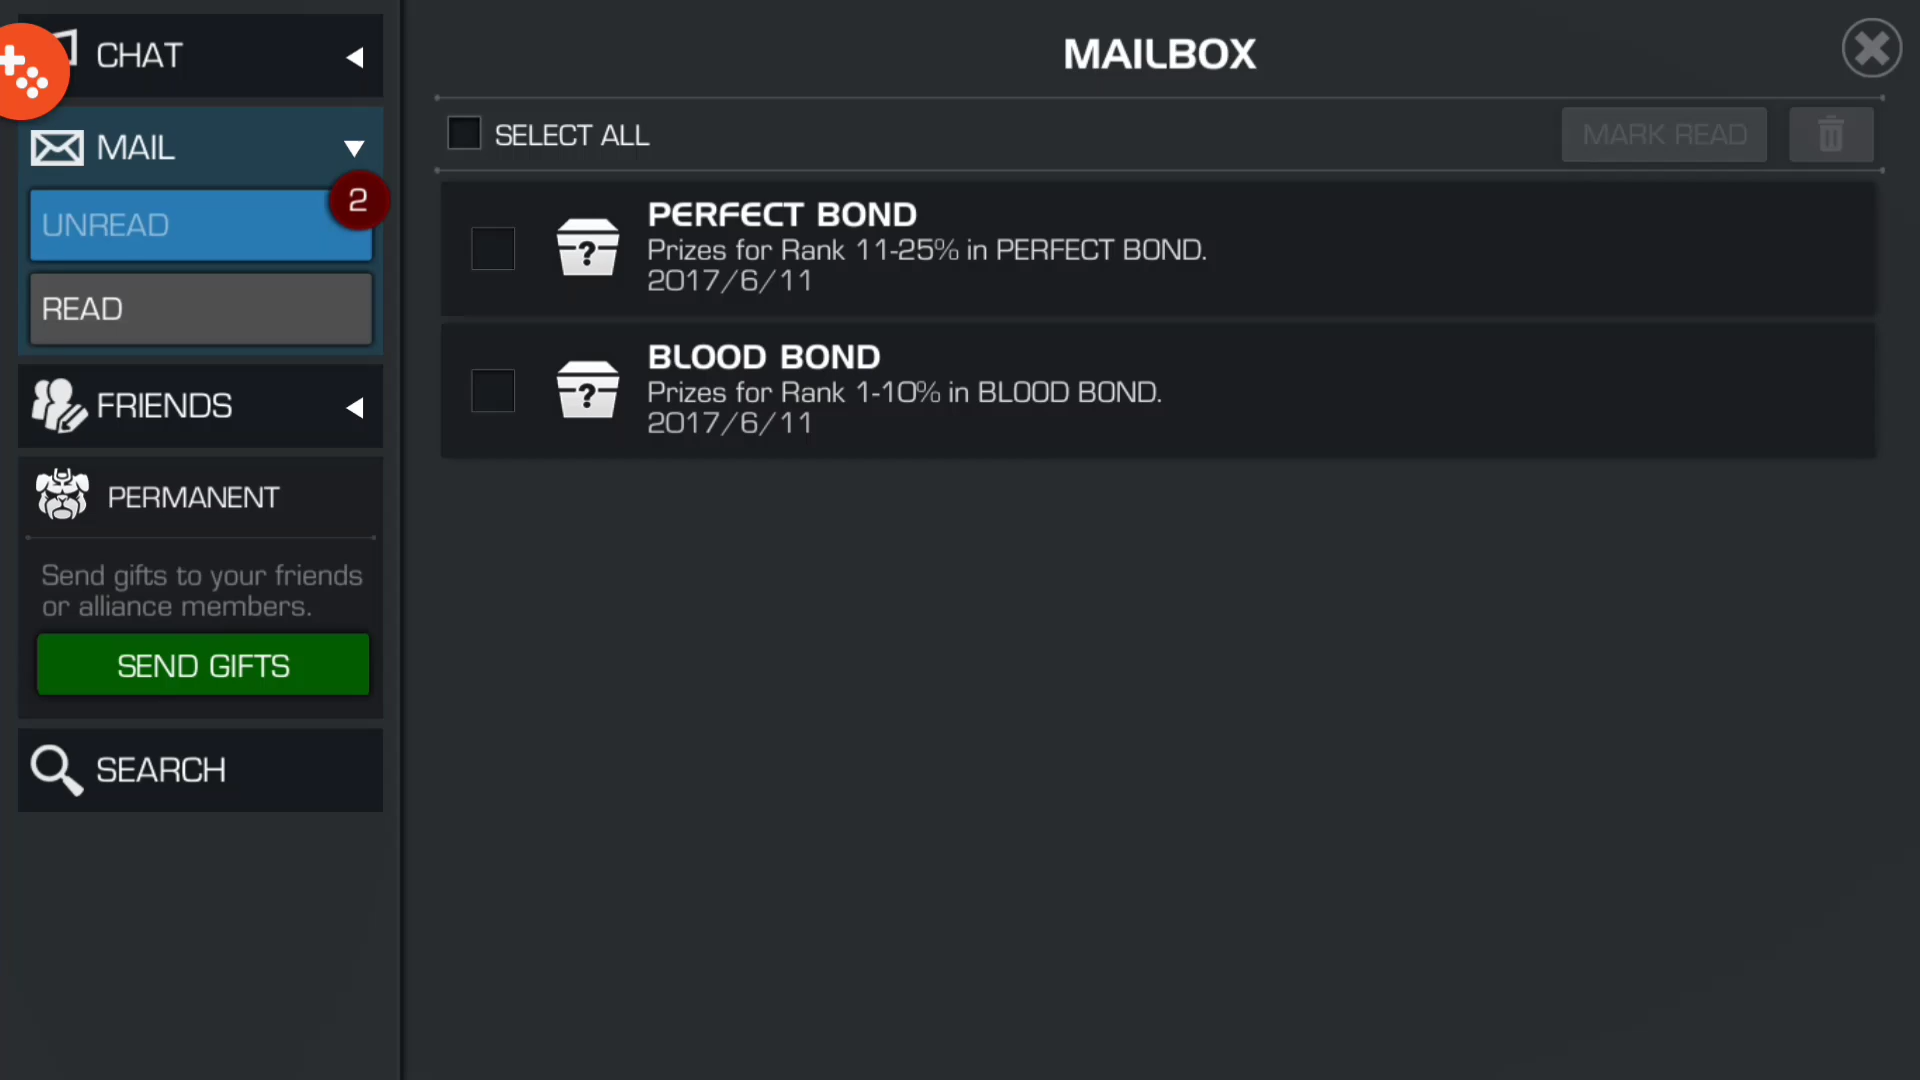 CHAT
MAIL
2
UNREAD
READ
FRIENDS
PERMANENT
Send gifts to your friends
or alliance members.
SEND GIFTS
SEARCH
MAILBOX
SELECT ALL
MARK READ
PERFECT BOND
Prizes for Rank 11-25% in PERFECT BOND.
2017/6/11
BLOOD BOND
Prizes for Rank 1-10% in BLOOD BOND.
2017/6/11